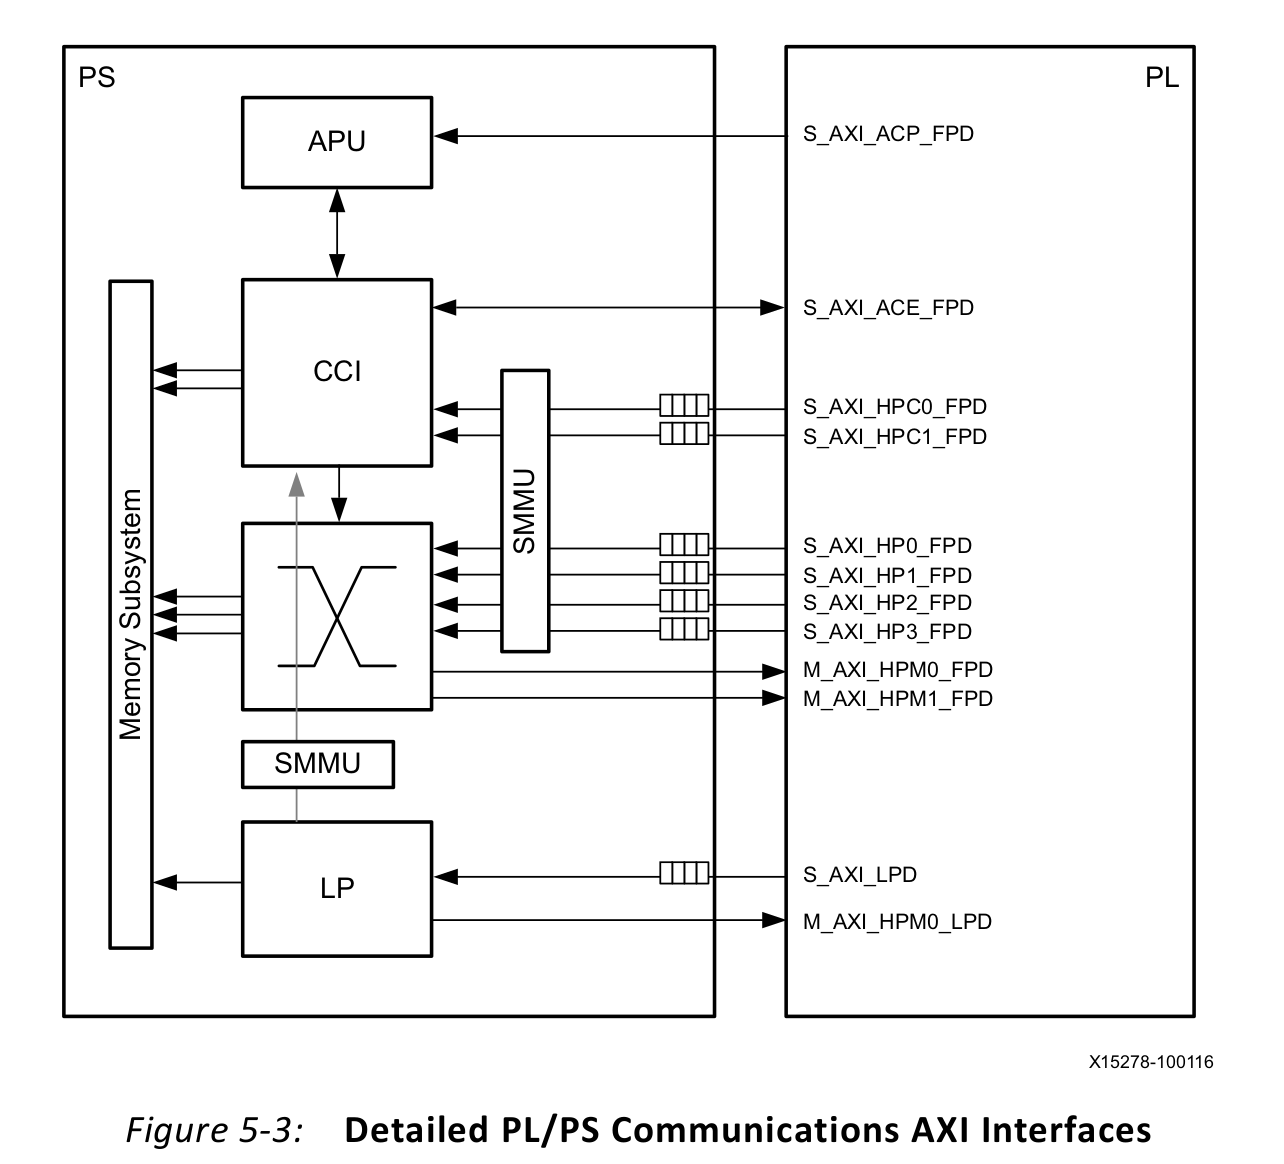 PS
PL
APU
S_AXI_ACP_FPD
CCI
S_AXI_ACE_FPD
S_AXI_HPC0_FPD
S_AXI_HPC1_FPD
SMMU
Memory Subsystem
S_AXI_HP0_FPD
S_AXI_HP1_FPD
S_AXI_HP2_FPD
S_AXI_HP3_FPD
M_AXI_HPM0_FPD
M_AXI_HPM1_FPD
SMMU
LP
S_AXI_LPD
M_AXI_HPM0_LPD
X15278-100116
Figure 5-3: Detailed PL/PS Communications AXI Interfaces